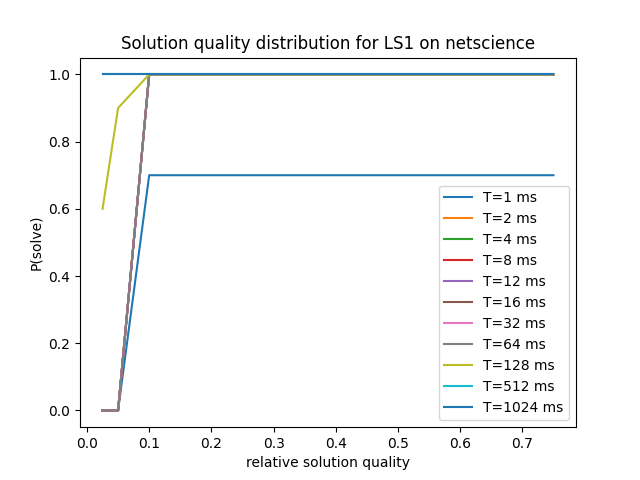 Solution quality distribution for LS1 on netscience
P(solve)
1.0
0.8
0.6
0.4
0.2
0.0
0.0 0.1 0.2 0.3 0.4 0.5 0.6 0.7
relative solution quality
T=1 ms
T=2 ms
T=4 ms
T=8 ms
T=12 ms
T=16 ms
T=32 ms
T=64 ms
T=128 ms
T=512 ms
T=1024 ms